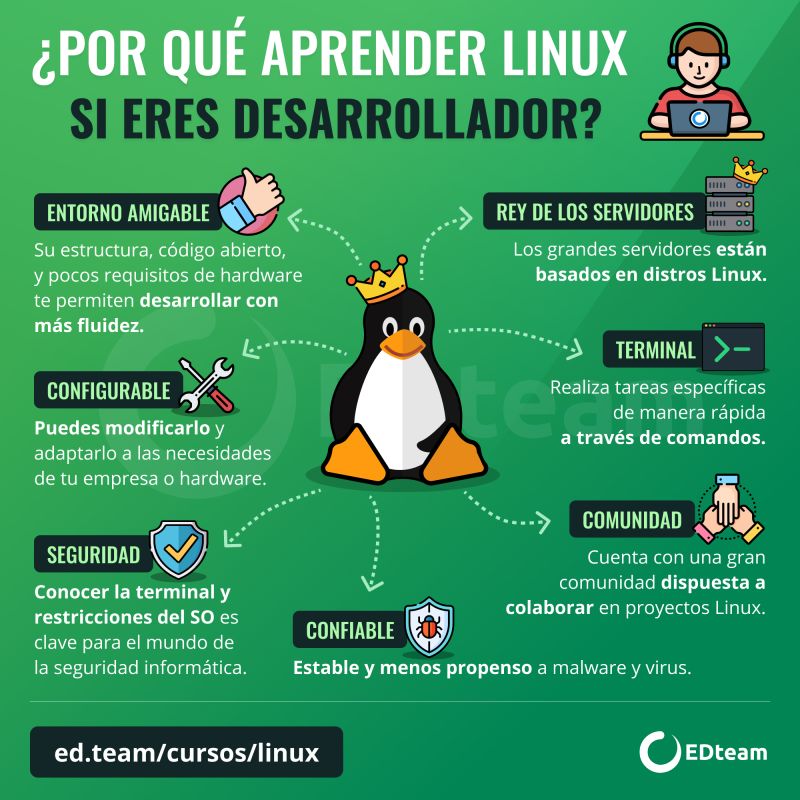 ¿POR QUÉ APRENDER LINUX
SI ERES DESARROLLADOR?
ENTORNO AMIGABLE
Su estructura, código abierto,
y pocos requisitos de hardware
te permiten desarrollar con
más fluidez.
REY DE LOS SERVIDORES
Los grandes servidores están
basados en distros Linux.
CONFIGURABLE
Puedes modificarlo y
adaptarlo a las necesidades
de tu empresa o hardware.
TERMINAL
Realiza tareas específicas
de manera rápida
a través de comandos.
SEGURIDAD
Conocer la terminal y
restricciones del SO es
clave para el mundo de
la seguridad informática.
COMUNIDAD
Cuenta con una gran
comunidad dispuesta a
colaborar en proyectos Linux.
CONFIABLE
Estable y menos propenso a malware y virus.
EDteam
ed.team/cursos/linux
EDteam